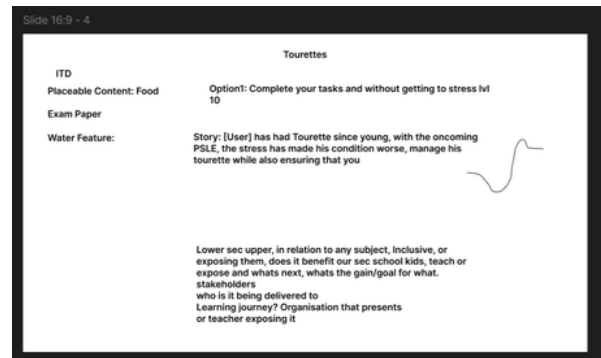 Slide 16:9 - 4
Tourettes
ITD
Placeable Content: Food
Exam Paper
Water Feature:
Option1: Complete your tasks and without getting to stress lvl
10
Story: [User] has had Tourette since young, with the oncoming
PSLE, the stress has made his condition worse, manage his
tourette while also ensuring that you
Lower sec upper, in relation to any subject, Inclusive, or
exposing them, does it benefit our sec school kids, teach or
expose and whats next, whats the gain/goal for what.
stakeholders
who is it being delivered to
Learning journey? Organisation that presents
or teacher exposing it